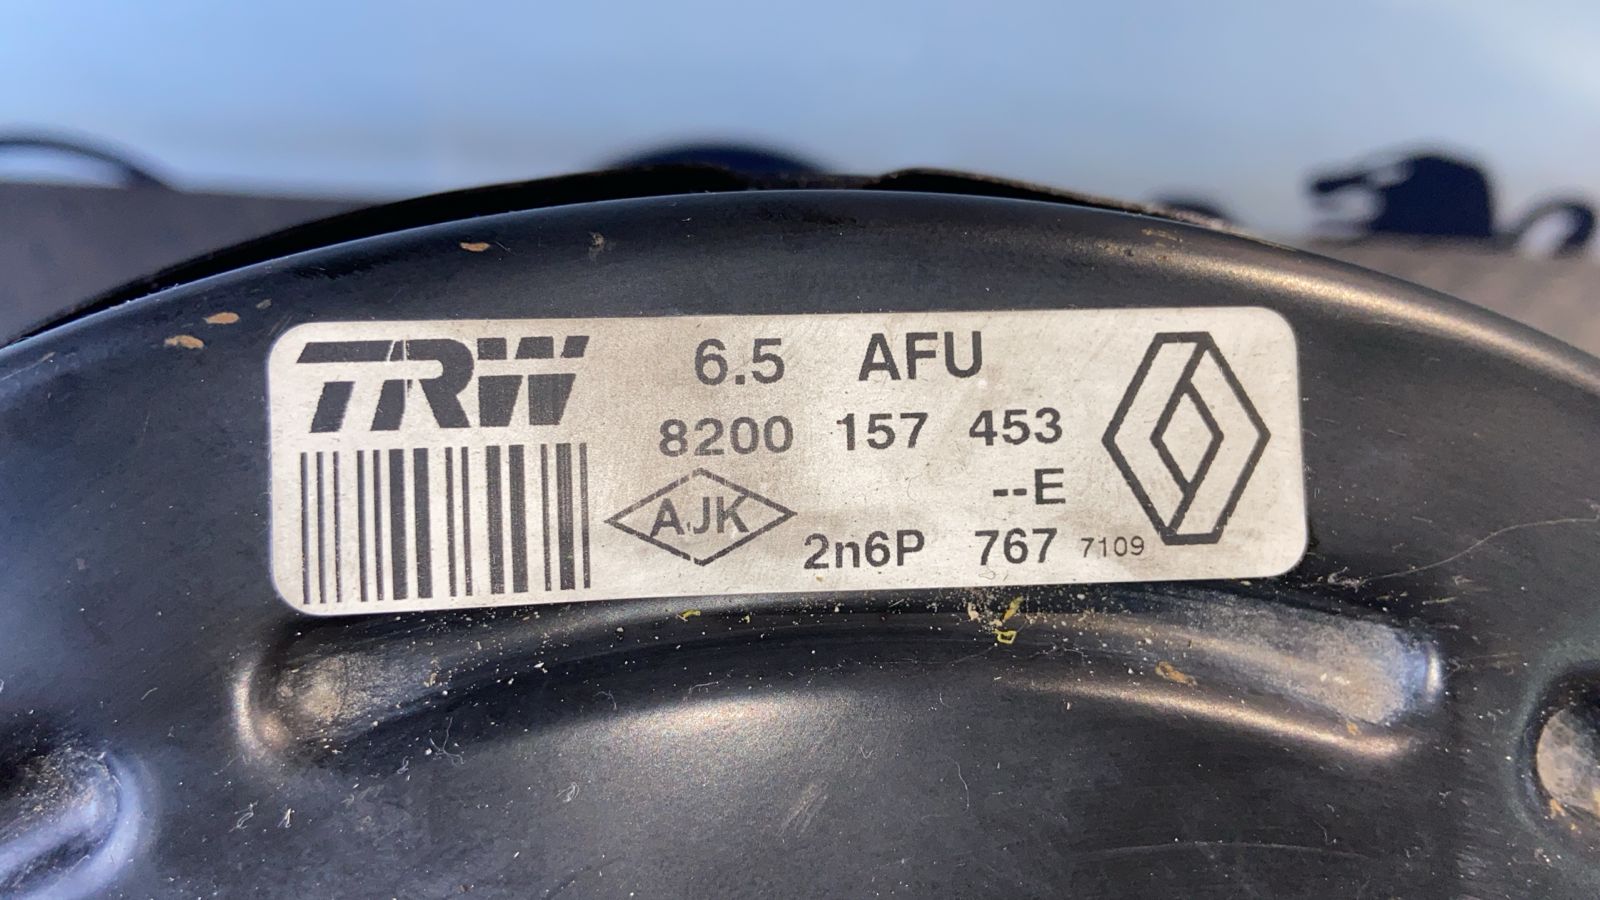 TRW 6.5 AFU
8200 157 453
--E
AJK
2n6P 767 7109